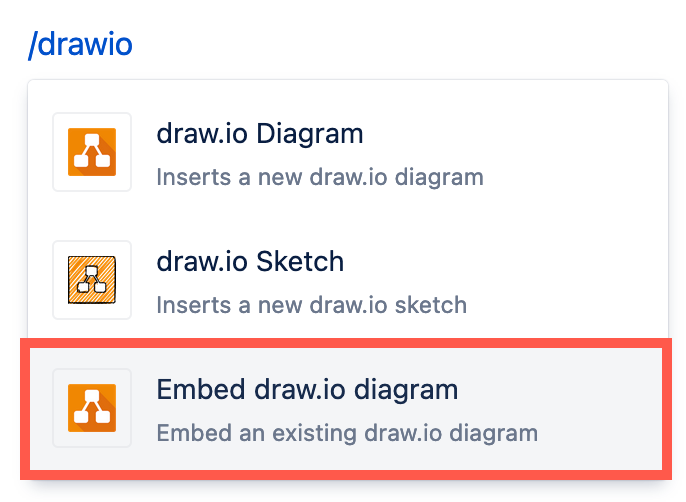 /drawio
draw.io Diagram
Inserts a new draw.io diagram
draw.io Sketch
Inserts a new draw.io sketch
Embed draw.io diagram
Embed an existing draw.io diagram